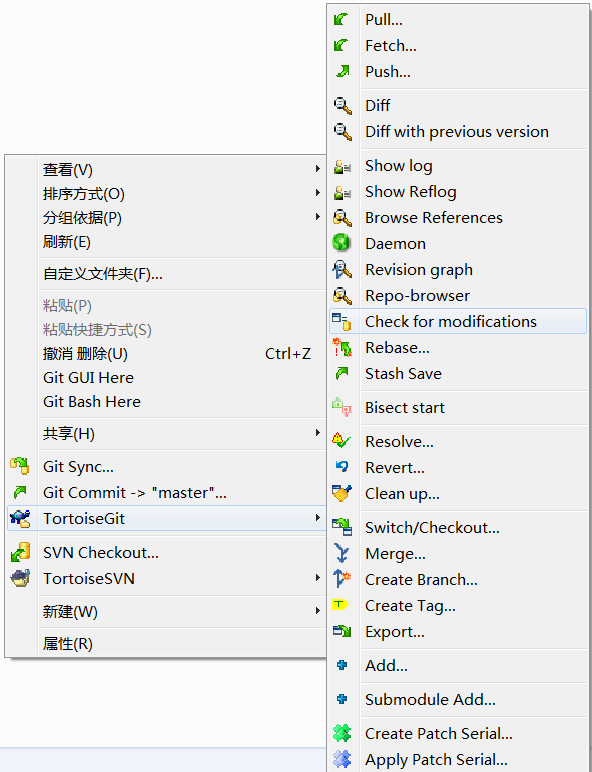 查看(V)
排序方式(O)
分组依据(P)
刷新(E)
自定义文件夹(F)...
粘贴(P)
粘贴快捷方式(S)
撤消 删除(U) Ctrl+Z
Git GUI Here
Git Bash Here
共享(H)
Git Sync...
Git Commit -> "master"...
TortoiseGit
SVN Checkout...
TortoiseSVN
新建(W)
属性(R)
Pull...
Fetch...
Push...
Diff
Diff with previous version
Show log
Show Reflog
Browse References
Daemon
Revision graph
Repo-browser
Check for modifications
Rebase...
Stash Save
Bisect start
Resolve...
Revert...
Clean up...
Switch/Checkout...
Merge...
Create Branch...
Create Tag...
Export...
Add...
Submodule Add...
Create Patch Serial...
Apply Patch Serial...